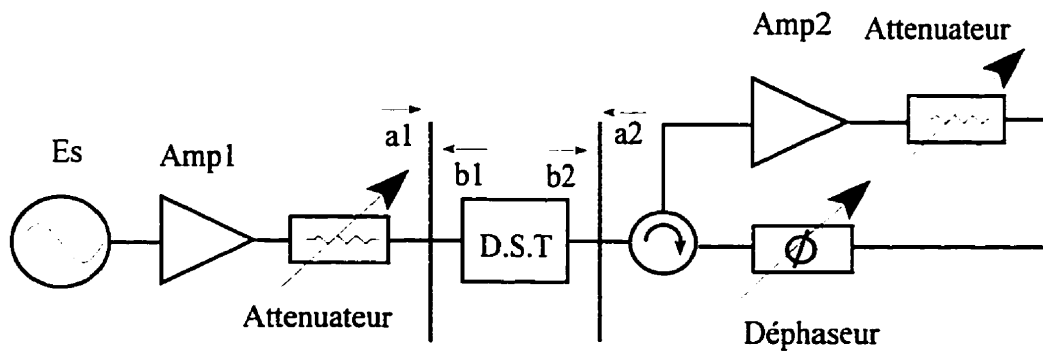 Amp2 Attenuateur
a1 a2
Es Amp1
b1 b2
D.S.T
ϕ
Attenuateur
Déphaseur